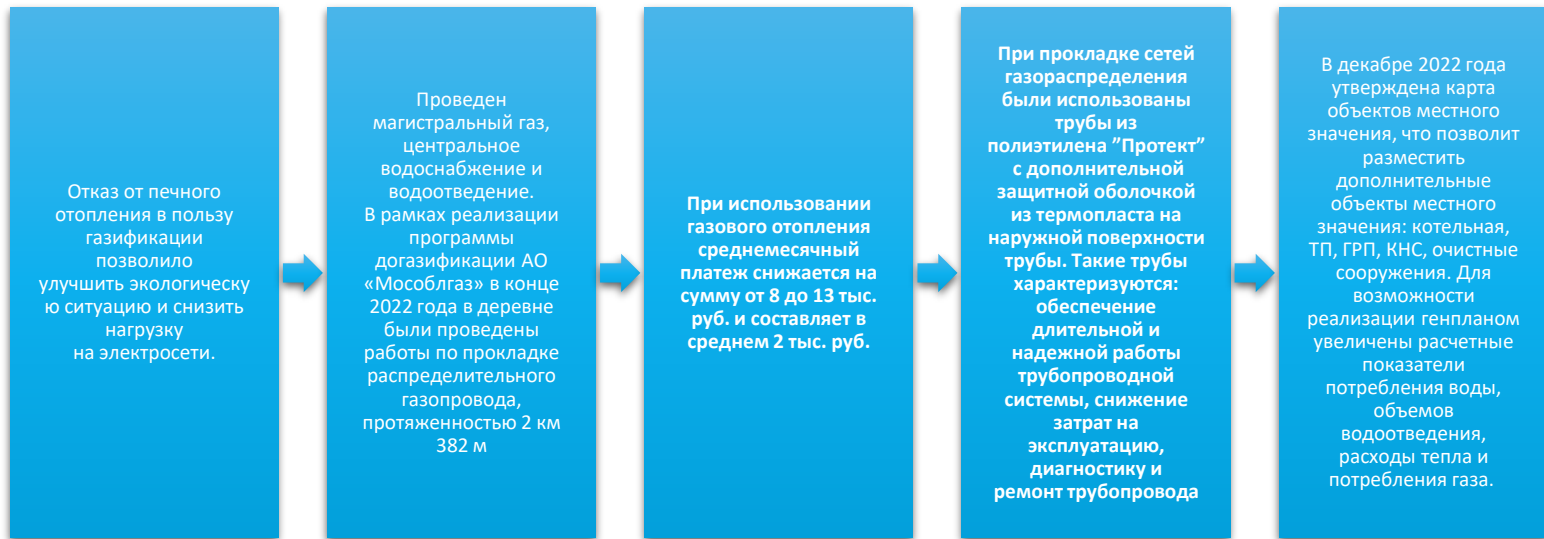 Отказ от печного
отопления в пользу
газификации
позволило
улучшить экологическу
ю ситуацию и снизить
нагрузку
на электросети.
Проведен
магистральный газ,
центральное
водоснабжение и
водоотведение.
В рамках реализации
программы
догазификации АО
«Мособлгаз» в конце
2022 года в деревне
были проведены
работы по прокладке
распределительного
газопровода,
протяженностью 2 км
382 м
При использовании
газового отопления
среднемесячный
платеж снижается на
сумму от 8 до 13 тыс.
руб. и составляет в
среднем 2 тыс. руб.
При прокладке сетей
газораспределения
были использованы
трубы из
полиэтилена ”Протект”
с дополнительной
защитной оболочкой
из термопласта на
наружной поверхности
трубы. Такие трубы
характеризуются:
обеспечение
длительной и
надежной работы
трубопроводной
системы, снижение
затрат на
эксплуатацию,
диагностику и
ремонт трубопровода
В декабре 2022 года
утверждена карта
объектов местного
значения, что позволит
разместить
дополнительные
объекты местного
значения: котельная,
ТП, ГРП, КНС, очистные
сооружения. Для
возможности
реализации генпланом
увеличены расчетные
показатели
потребления воды,
объемов
водоотведения,
расходы тепла и
потребления газа.